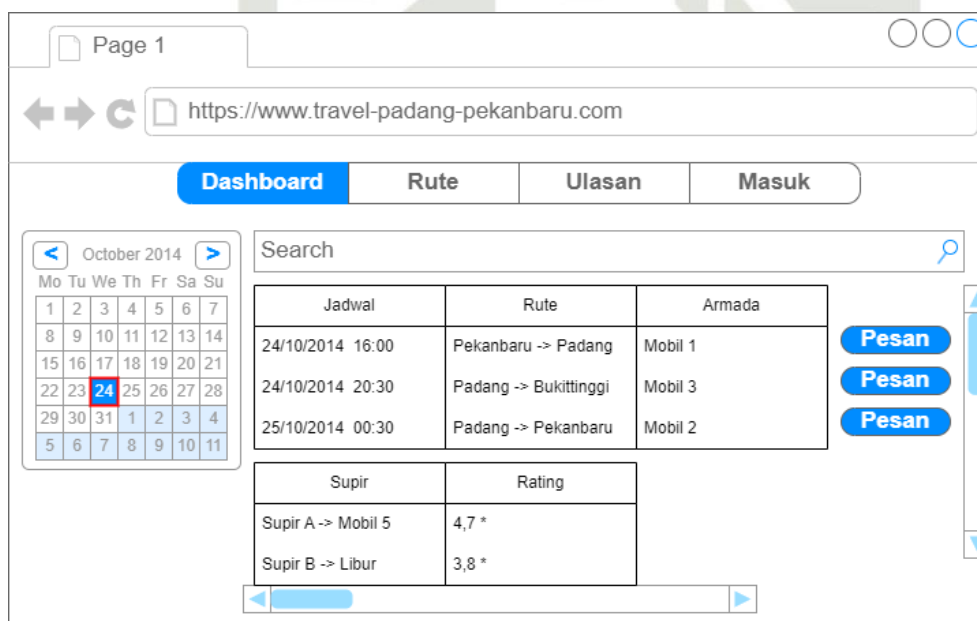 Page 1
https://www.travel-padang-pekanbaru.com
Dashboard Rute Ulasan Masuk
< October 2014 >
Mo Tu We Th Fr Sa Su
1 2 3 4 5 6 7
8 9 10 11 12 13 14
15 16 17 18 19 20 21
22 23 24 25 26 27 28
29 30 31 1 2 3 4
5 6 7 8 9 10 11
Search
Jadwal Rute Armada
24/10/2014 16:00 Pekanbaru -> Padang Mobil 1 Pesan
24/10/2014 20:30 Padang -> Bukittinggi Mobil 3 Pesan
25/10/2014 00:30 Padang -> Pekanbaru Mobil 2 Pesan
Supir Rating
Supir A -> Mobil 5 4,7 *
Supir B -> Libur 3,8 *